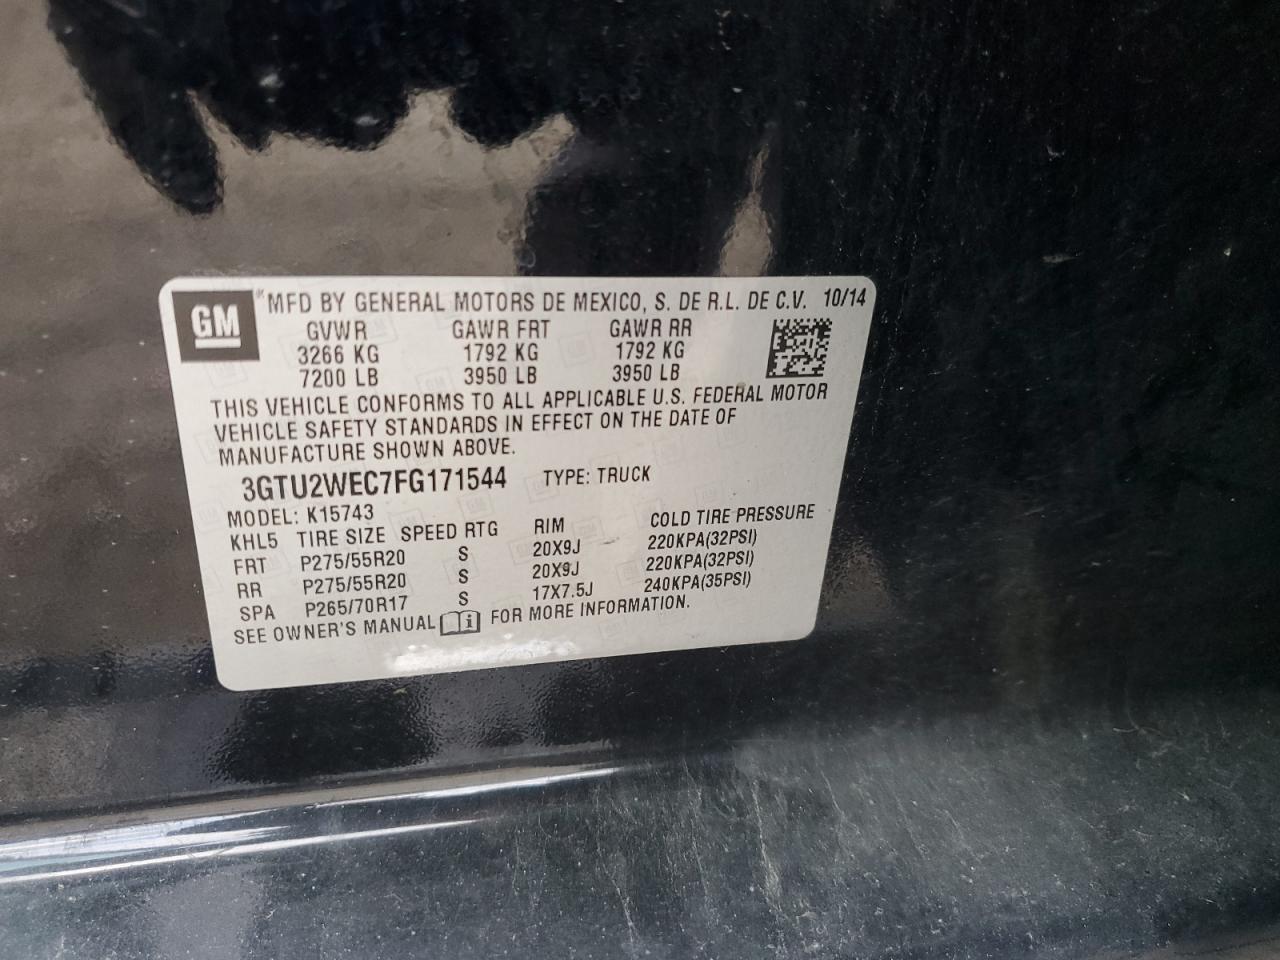 GM
MFD BY GENERAL MOTORS DE MEXICO, S. DE R.L. DE C.V. 10/14
GVWR GAWR FRT GAWR RR
3266 KG 1792 KG 1792 KG
7200 LB 3950 LB 3950 LB
THIS VEHICLE CONFORMS TO ALL APPLICABLE U.S. FEDERAL MOTOR
VEHICLE SAFETY STANDARDS IN EFFECT ON THE DATE OF
MANUFACTURE SHOWN ABOVE.
3GTU2WEC7FG171544 TYPE: TRUCK
MODEL: K15743
KHL5 TIRE SIZE SPEED RTG RIM COLD TIRE PRESSURE
FRT P275/55R20 S 20X9J 220KPA(32PSI)
RR P275/55R20 S 20X9J 220KPA(32PSI)
SPA P265/70R17 S 17X7.5J 240KPA(35PSI)
SEE OWNER'S MANUAL FOR MORE INFORMATION.